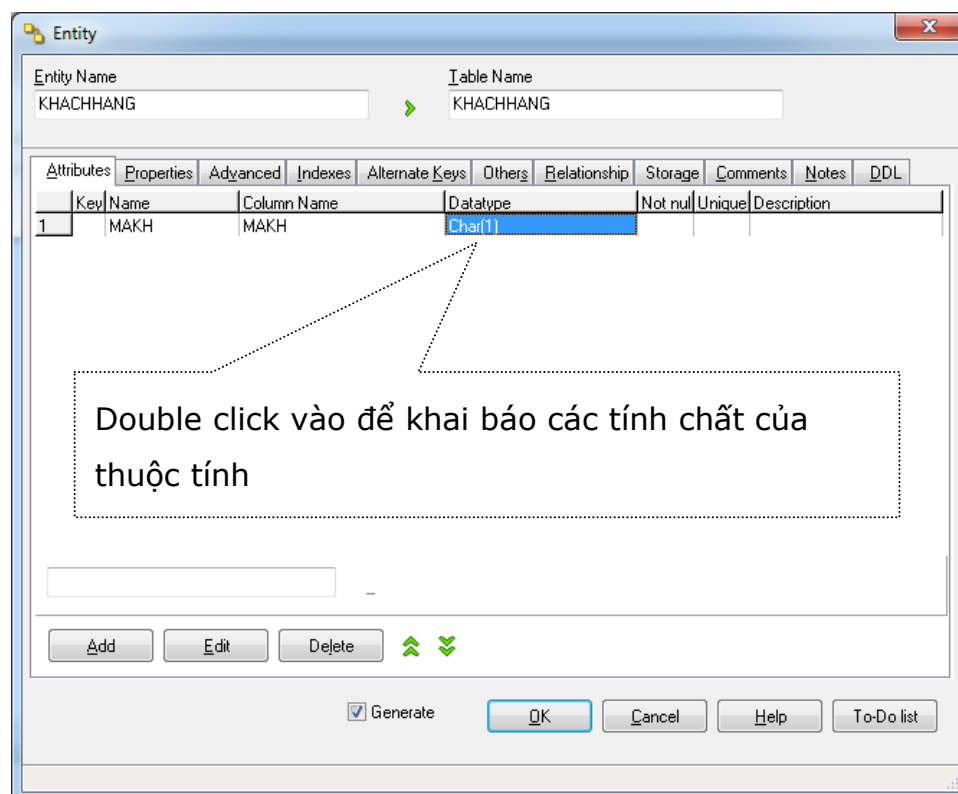 Entity
Entity Name Table Name
KHACHHANG KHACHHANG
Attributes Properties Advanced Indexes Alternate Keys Others Relationship Storage Comments Notes DDL
Key Name Column Name Datatype Not nul Unique Description
1 MAKH MAKH Char(1)
Double click vào để khai báo các tính chất của
thuộc tính
Add Edit Delete
Generate OK Cancel Help To-Do list